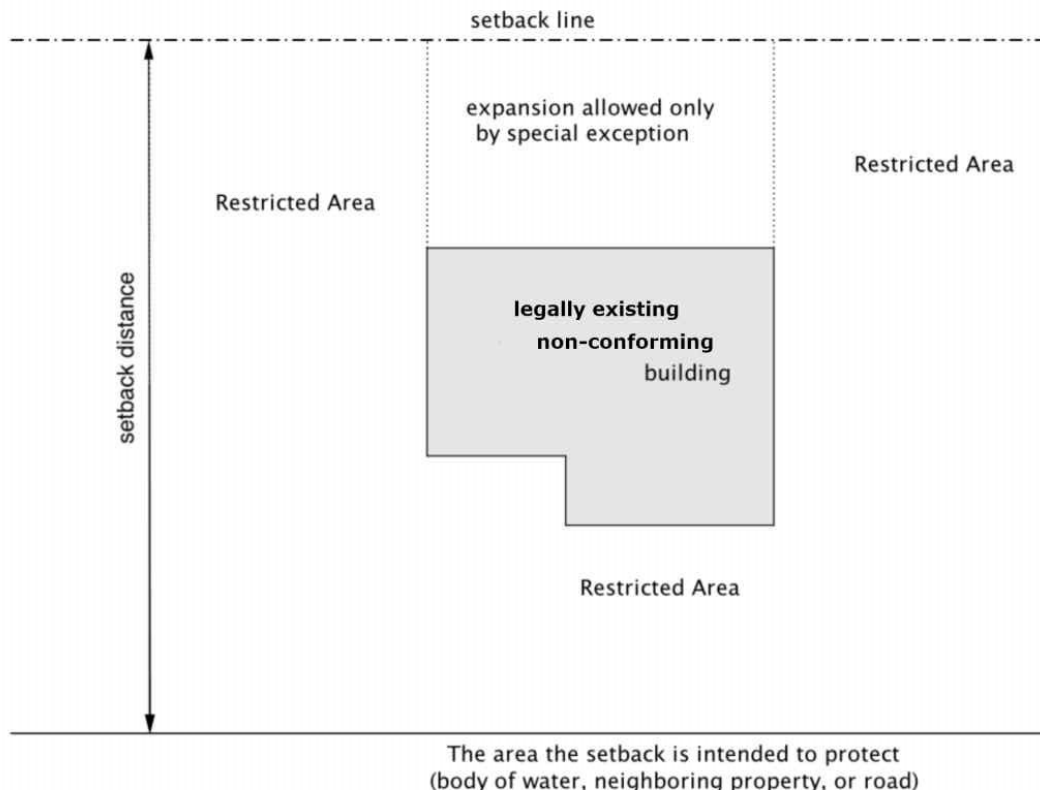 setback line
expansion allowed only
by special exception
Restricted Area
Restricted Area
setback distance
legally existing
non-conforming
building
Restricted Area
The area the setback is intended to protect
(body of water, neighboring property, or road)